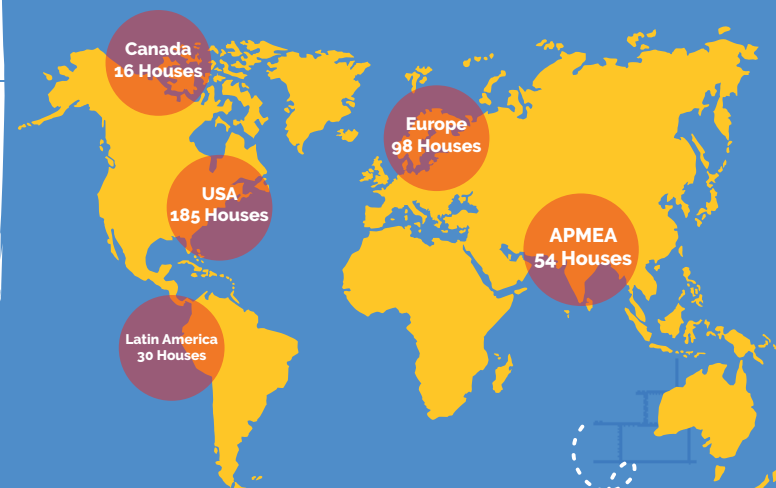 Canada
16 Houses
Europe
98 Houses
USA
185 Houses
APMEA
54 Houses
Latin America
30 Houses